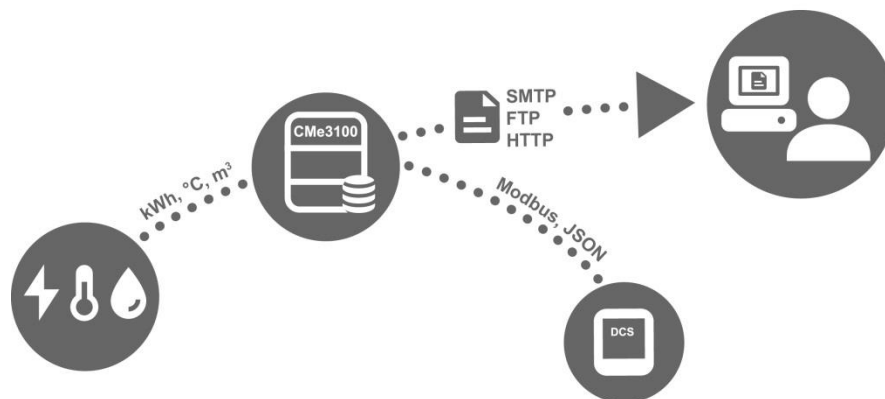 CMe3100
SMTP
FTP
HTTP
kWh, °C, m³
Modbus, JSON
DCS